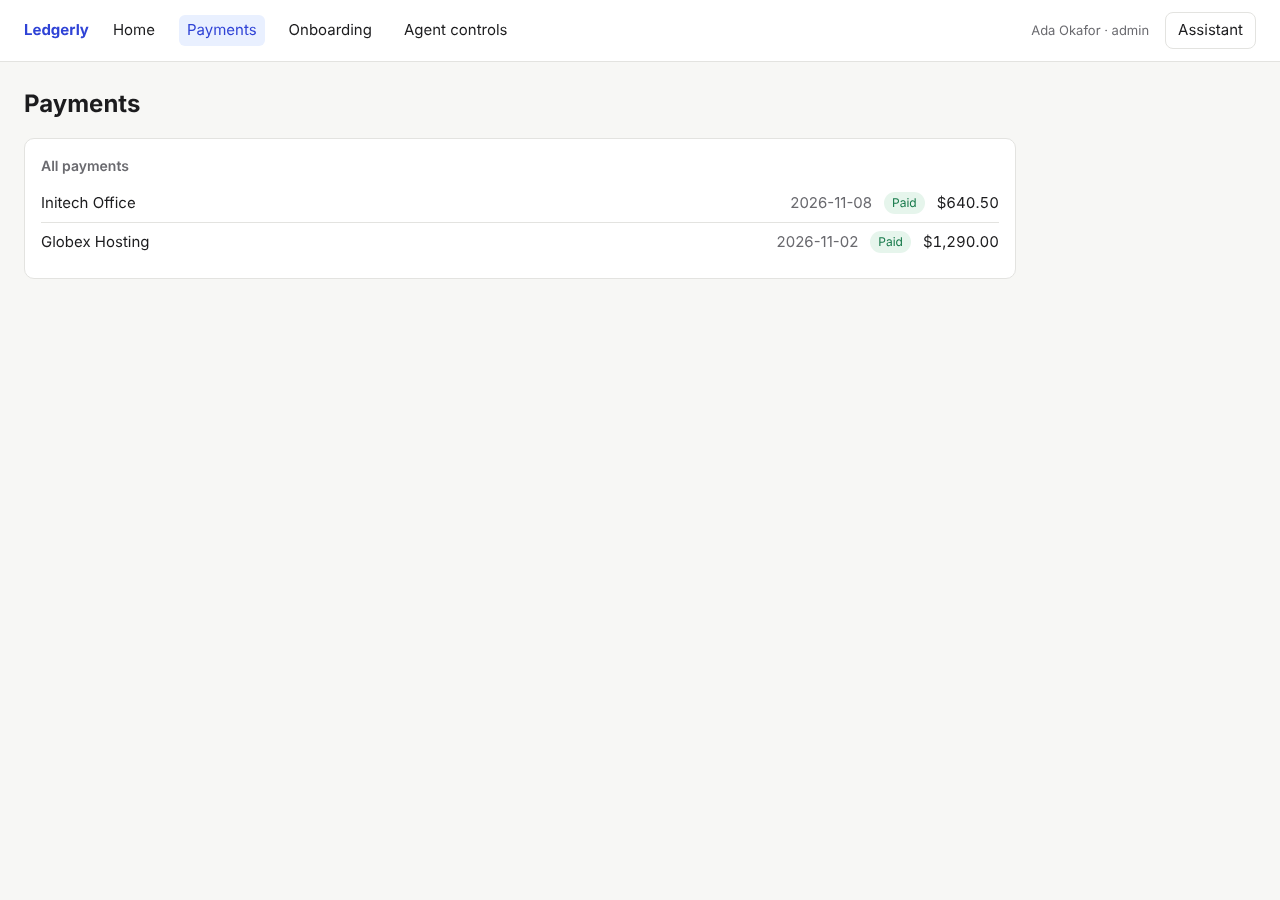 Ledgerly Home Payments Onboarding Agent controls Ada Okafor · admin Assistant
Payments
All payments
Initech Office 2026-11-08 Paid $640.50
Globex Hosting 2026-11-02 Paid $1,290.00